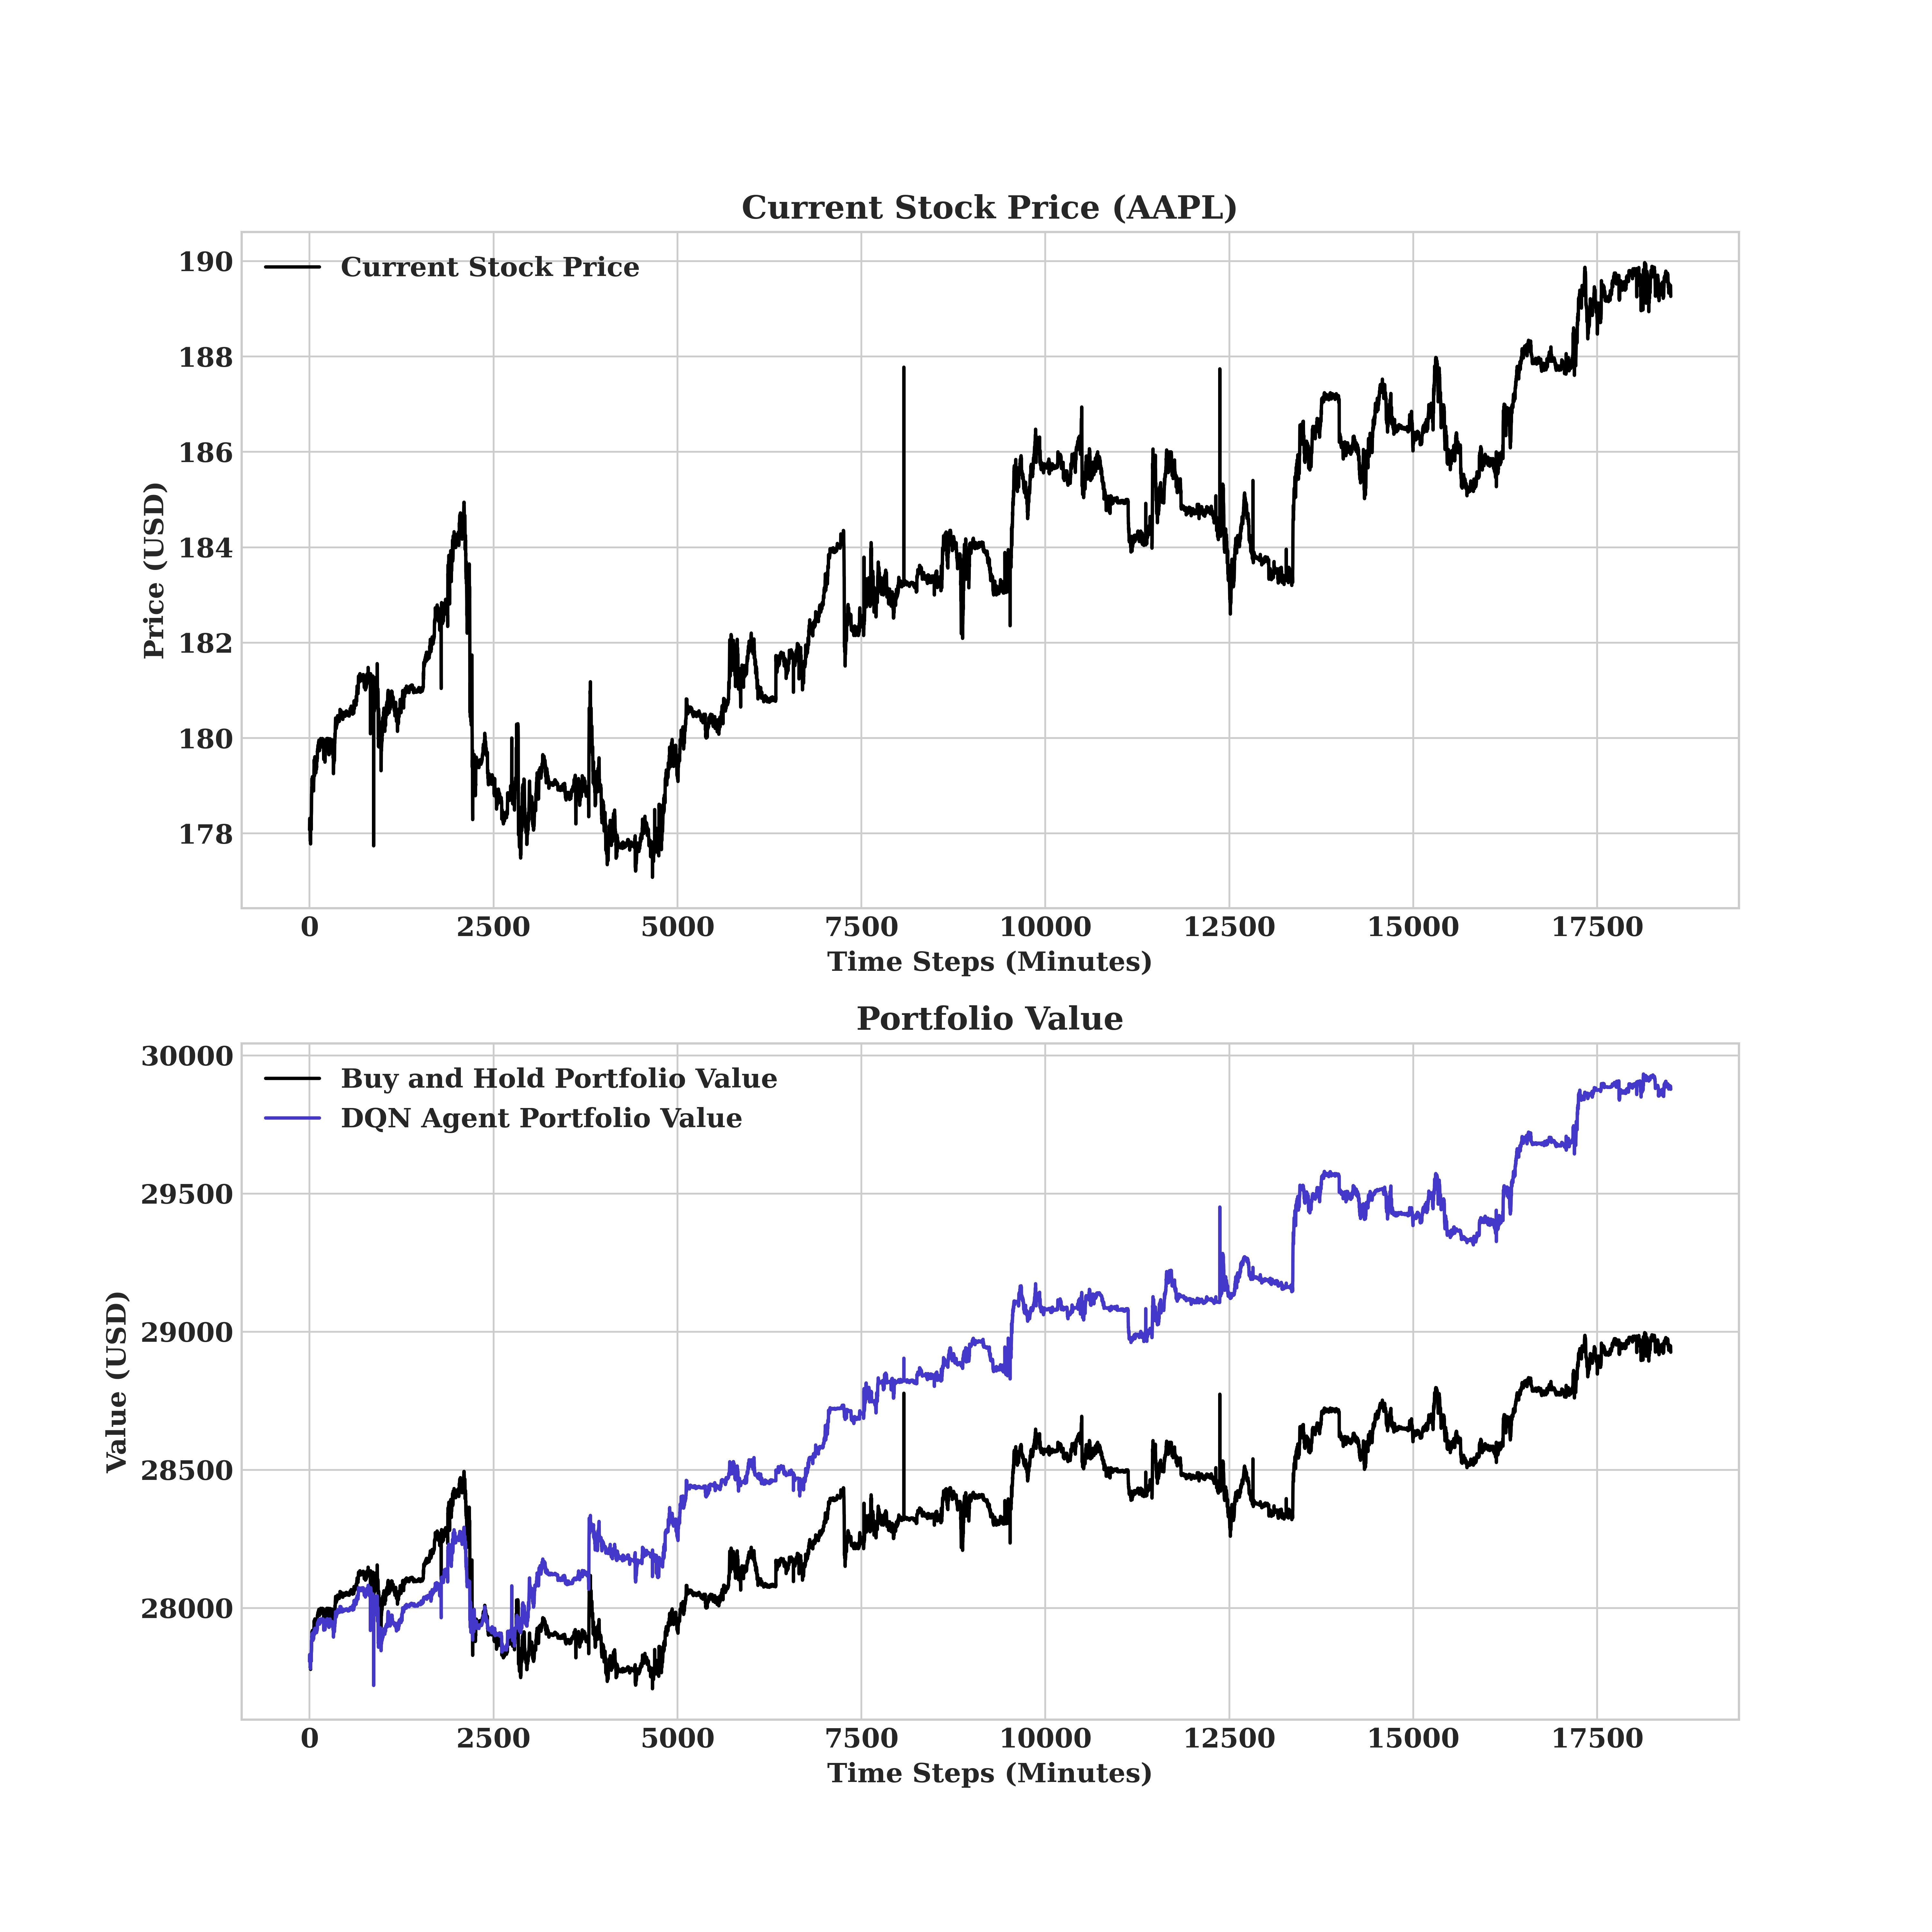 Current Stock Price (AAPL)
Current Stock Price
190
188
186
184
182
180
178
Price (USD)
0 2500 5000 7500 10000 12500 15000 17500
Time Steps (Minutes)
Portfolio Value
Buy and Hold Portfolio Value
DQN Agent Portfolio Value
30000
29500
29000
28500
28000
Value (USD)
0 2500 5000 7500 10000 12500 15000 17500
Time Steps (Minutes)